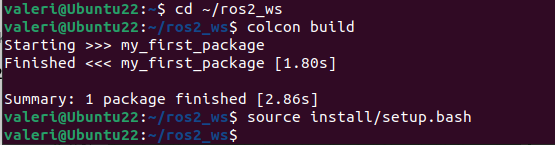 valeri@Ubuntu22:~$ cd ~/ros2_ws
valeri@Ubuntu22:~/ros2_ws$ colcon build
Starting >>> my_first_package
Finished <<< my_first_package [1.80s]

Summary: 1 package finished [2.86s]
valeri@Ubuntu22:~/ros2_ws$ source install/setup.bash
valeri@Ubuntu22:~/ros2_ws$